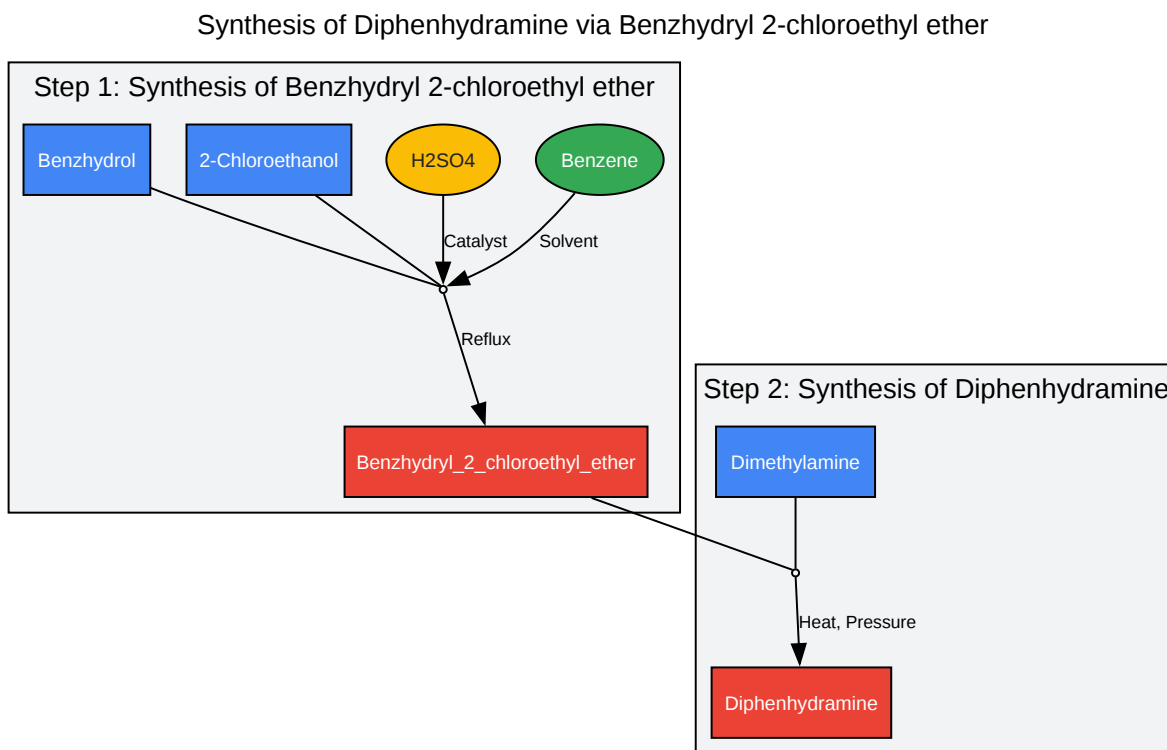 Synthesis of Diphenhydramine via Benzhydryl 2-chloroethyl ether
Step 1: Synthesis of Benzhydryl 2-chloroethyl ether
Benzhydrol
2-Chloroethanol
H2SO4
Benzene
Catalyst
Solvent
Reflux
Benzhydryl_2_chloroethyl_ether
Step 2: Synthesis of Diphenhydramine
Dimethylamine
Heat, Pressure
Diphenhydramine